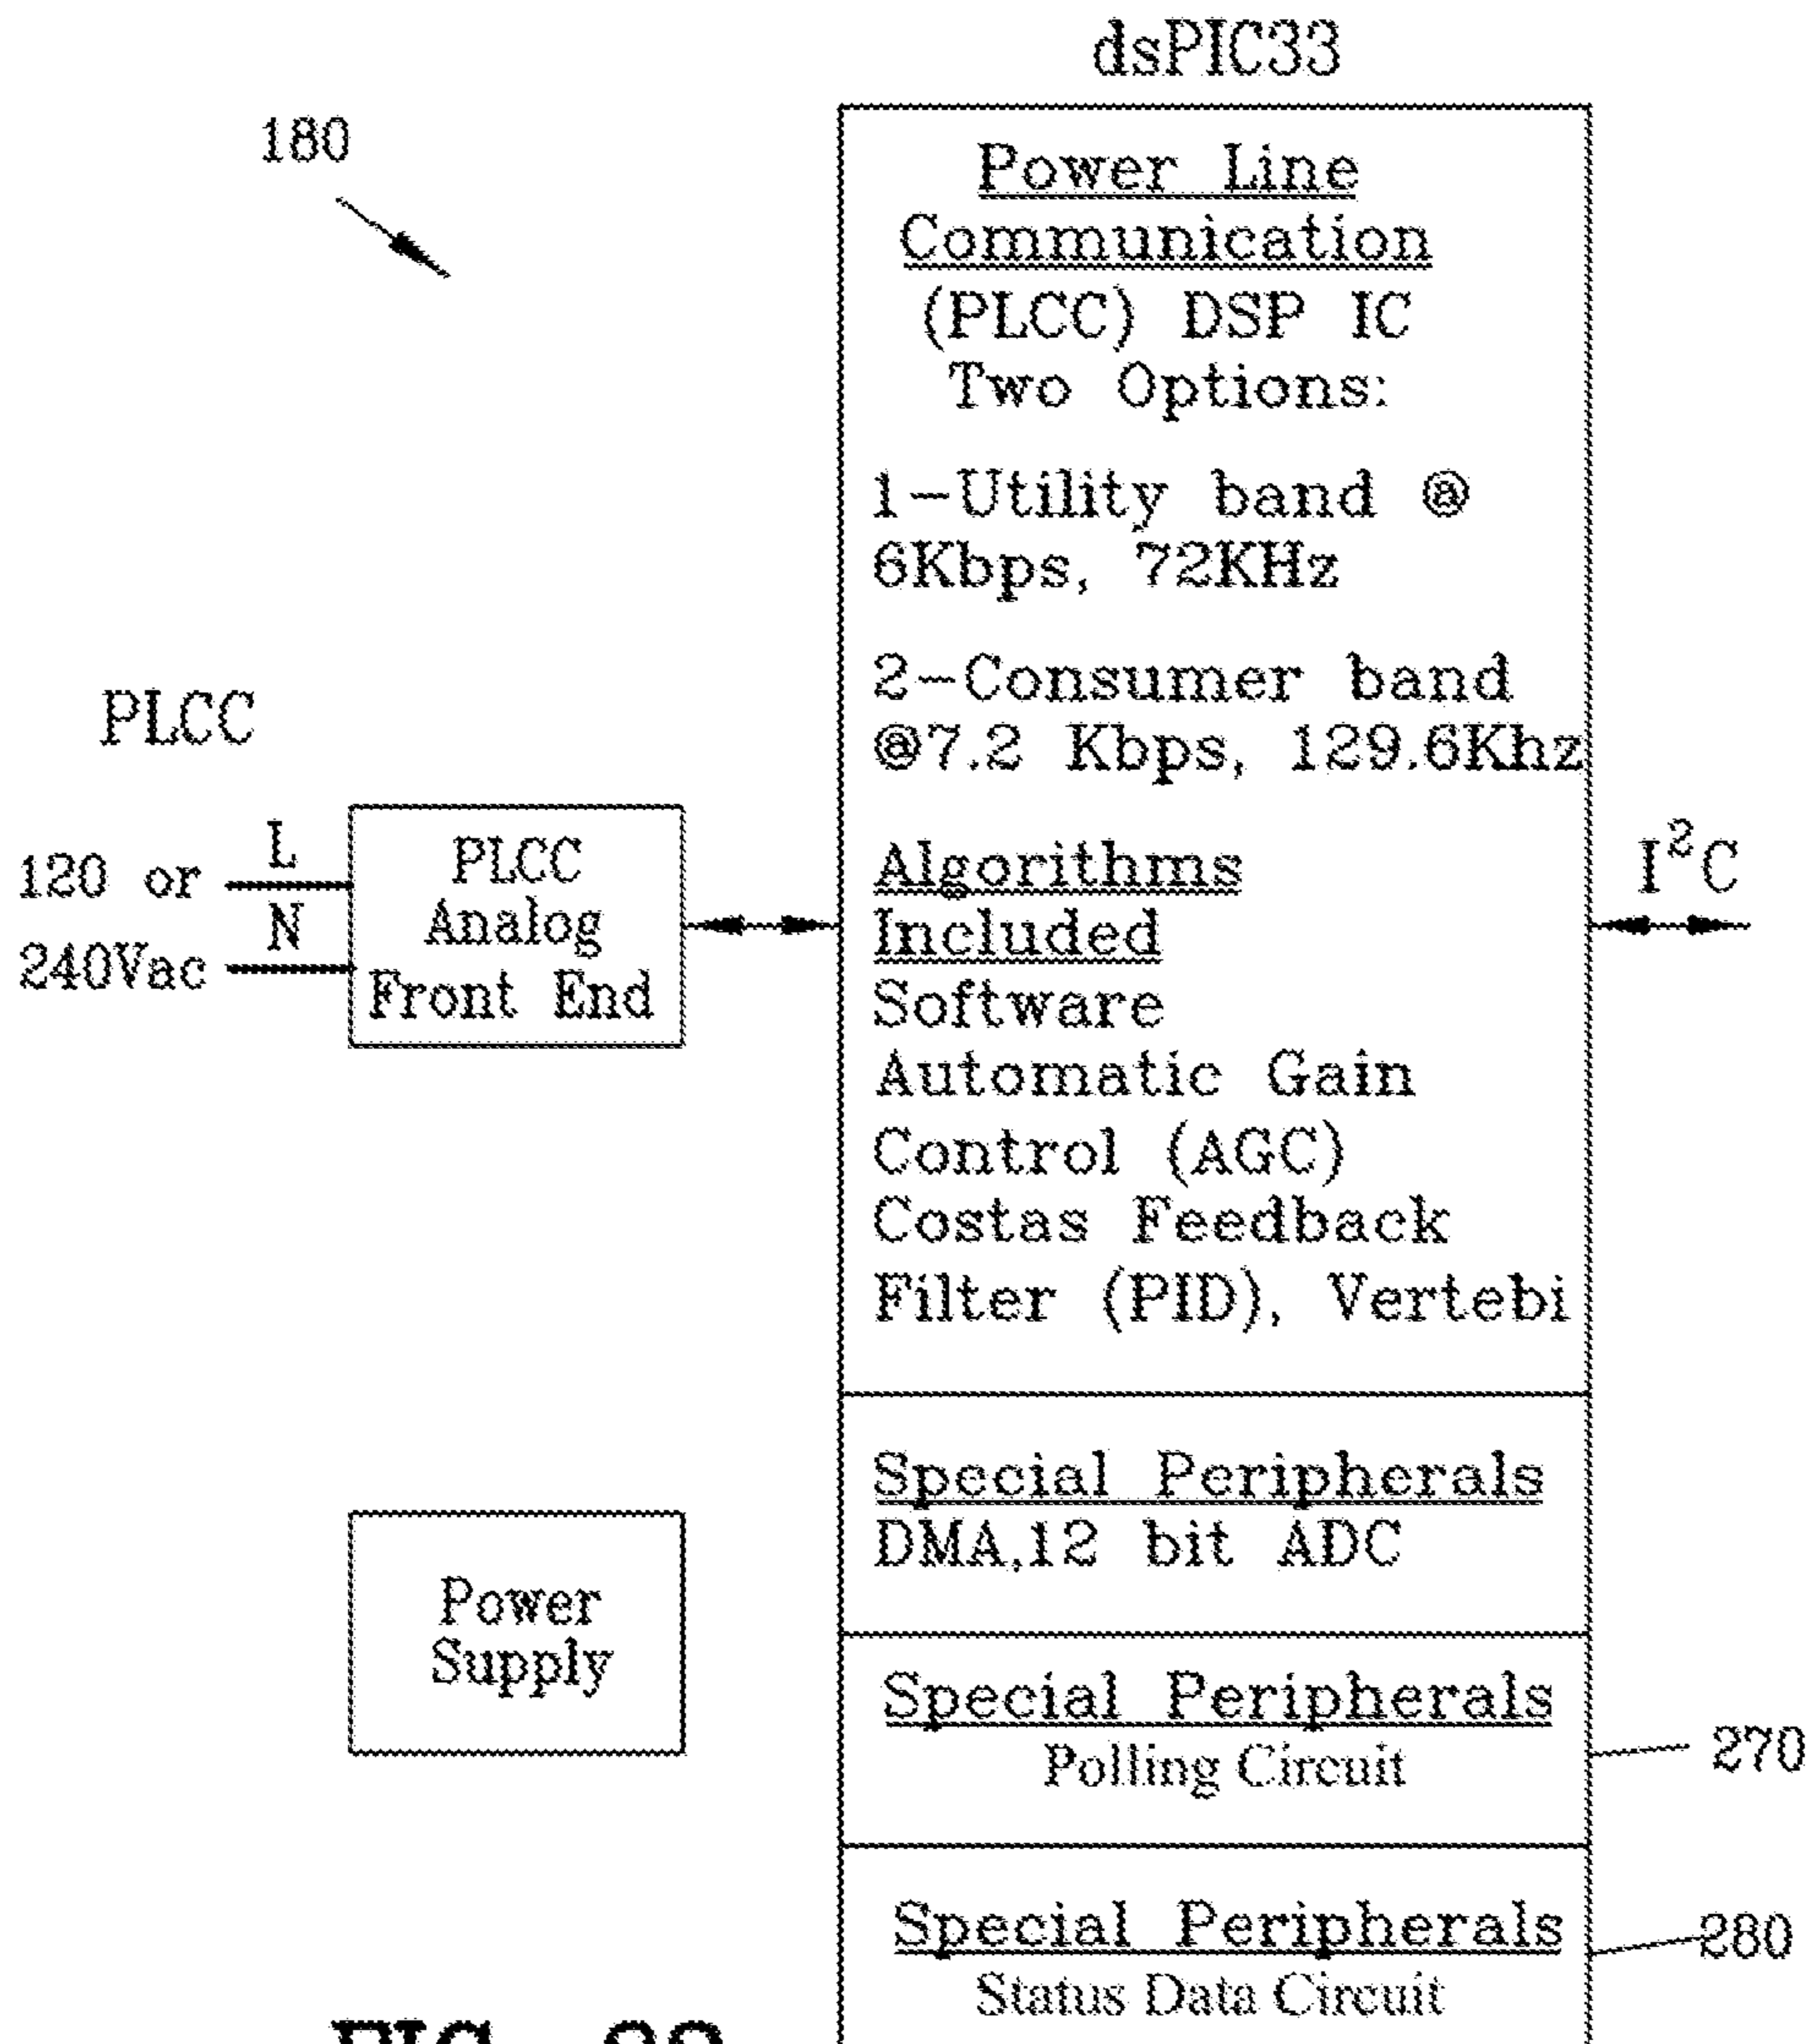 dsPIC33
180
Power Line
Communication
(PLCC) DSP IC
Two Options:
1-Utility band @
6Kbps, 72KHz
2-Consumer band
@7.2 Kbps, 129.6Khz
Algorithms
Included
Software
Automatic Gain
Control (AGC)
Costas Feedback
Filter (PID), Vertebi
PLCC
120 or
240Vac
L
N
PLCC
Analog
Front End
I²C
Special Peripherals
DMA,12 bit ADC
Power
Supply
Special Peripherals
Polling Circuit
270
Special Peripherals
Status Data Circuit
280
FIG.